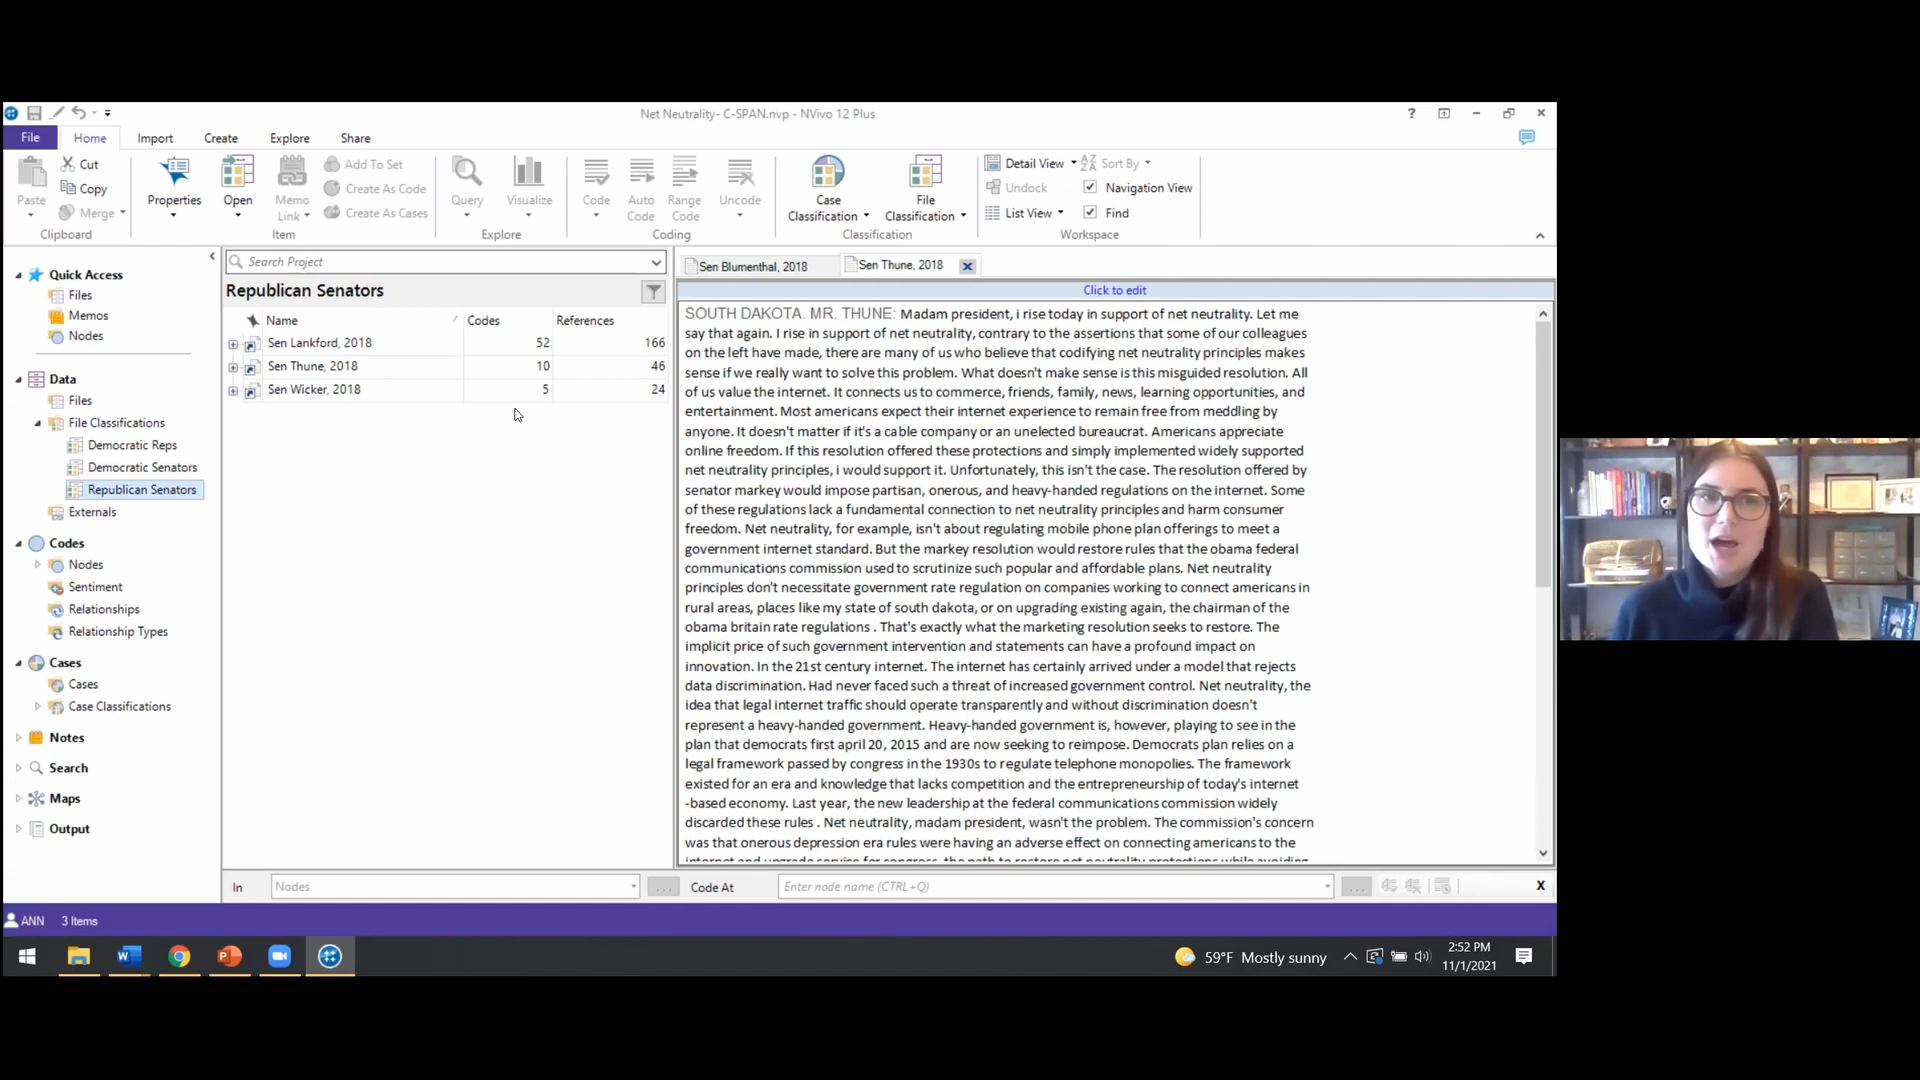 Net Neutrality- C-SPAN.nvp - NVivo 12 Plus
?
File
Home
Import
Create
Explore
Share
Paste
Cut
Copy
Merge
Clipboard
Properties
Open
Memo
Link
Add To Set
Create As Code
Create As Cases
Item
Query
Visualize
Explore
Code
Auto
Code
Range
Code
Uncode
Coding
Case
Classification
File
Classification
Classification
Detail View
Sort By
Undock
Navigation View
List View
Find
Workspace
Quick Access
Files
Memos
Nodes
Data
Files
File Classifications
Democratic Reps
Democratic Senators
Republican Senators
Externals
Codes
Nodes
Sentiment
Relationships
Relationship Types
Cases
Cases
Case Classifications
Notes
Search
Maps
Output
Search Project
Republican Senators
Name Codes References
Sen Lankford, 2018 52 166
Sen Thune, 2018 10 46
Sen Wicker, 2018 5 24
Sen Blumenthal, 2018
Sen Thune, 2018
Click to edit
SOUTH DAKOTA. MR. THUNE: Madam president, i rise today in support of net neutrality. Let me
say that again. I rise in support of net neutrality, contrary to the assertions that some of our colleagues
on the left have made, there are many of us who believe that codifying net neutrality principles makes
sense if we really want to solve this problem. What doesn't make sense is this misguided resolution. All
of us value the internet. It connects us to commerce, friends, family, news, learning opportunities, and
entertainment. Most americans expect their internet experience to remain free from meddling by
anyone. It doesn't matter if it's a cable company or an unelected bureaucrat. Americans appreciate
online freedom. If this resolution offered these protections and simply implemented widely supported
net neutrality principles, i would support it. Unfortunately, this isn't the case. The resolution offered by
senator markey would impose partisan, onerous, and heavy-handed regulations on the internet. Some
of these regulations lack a fundamental connection to net neutrality principles and harm consumer
freedom. Net neutrality, for example, isn't about regulating mobile phone plan offerings to meet a
government internet standard. But the markey resolution would restore rules that the obama federal
communications commission used to scrutinize such popular and affordable plans. Net neutrality
principles don't necessitate government rate regulation on companies working to connect americans in
rural areas, places like my state of south dakota, or on upgrading existing again, the chairman of the
obama britain rate regulations . That's exactly what the marketing resolution seeks to restore. The
implicit price of such government intervention and statements can have a profound impact on
innovation. In the 21st century internet. The internet has certainly arrived under a model that rejects
data discrimination. Had never faced such a threat of increased government control. Net neutrality, the
idea that legal internet traffic should operate transparently and without discrimination doesn't
represent a heavy-handed government. Heavy-handed government is, however, playing to see in the
plan that democrats first april 20, 2015 and are now seeking to reimpose. Democrats plan relies on a
legal framework passed by congress in the 1930s to regulate telephone monopolies. The framework
existed for an era and knowledge that lacks competition and the entrepreneurship of today's internet
-based economy. Last year, the new leadership at the federal communications commission widely
discarded these rules . Net neutrality, madam president, wasn't the problem. The commission's concern
was that onerous depression era rules were having an adverse effect on connecting americans to the
internet and upgrade service for congress, the path to restore net neutrality protections while avoiding
In
Nodes
...
Code At
Enter node name (CTRL+Q)
...
X
ANN
3 Items
59°F Mostly sunny
2:52 PM
11/1/2021